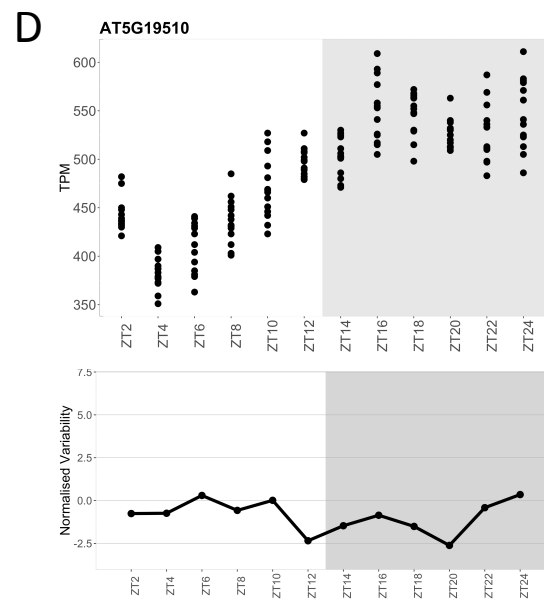 D
AT5G19510
600
550
500
450
400
350
TPM
ZT2 ZT4 ZT6 ZT8 ZT10 ZT12 ZT14 ZT16 ZT18 ZT20 ZT22 ZT24
7.5
5.0
2.5
0.0
-2.5
Normalised Variability
ZT2 ZT4 ZT6 ZT8 ZT10 ZT12 ZT14 ZT16 ZT18 ZT20 ZT22 ZT24